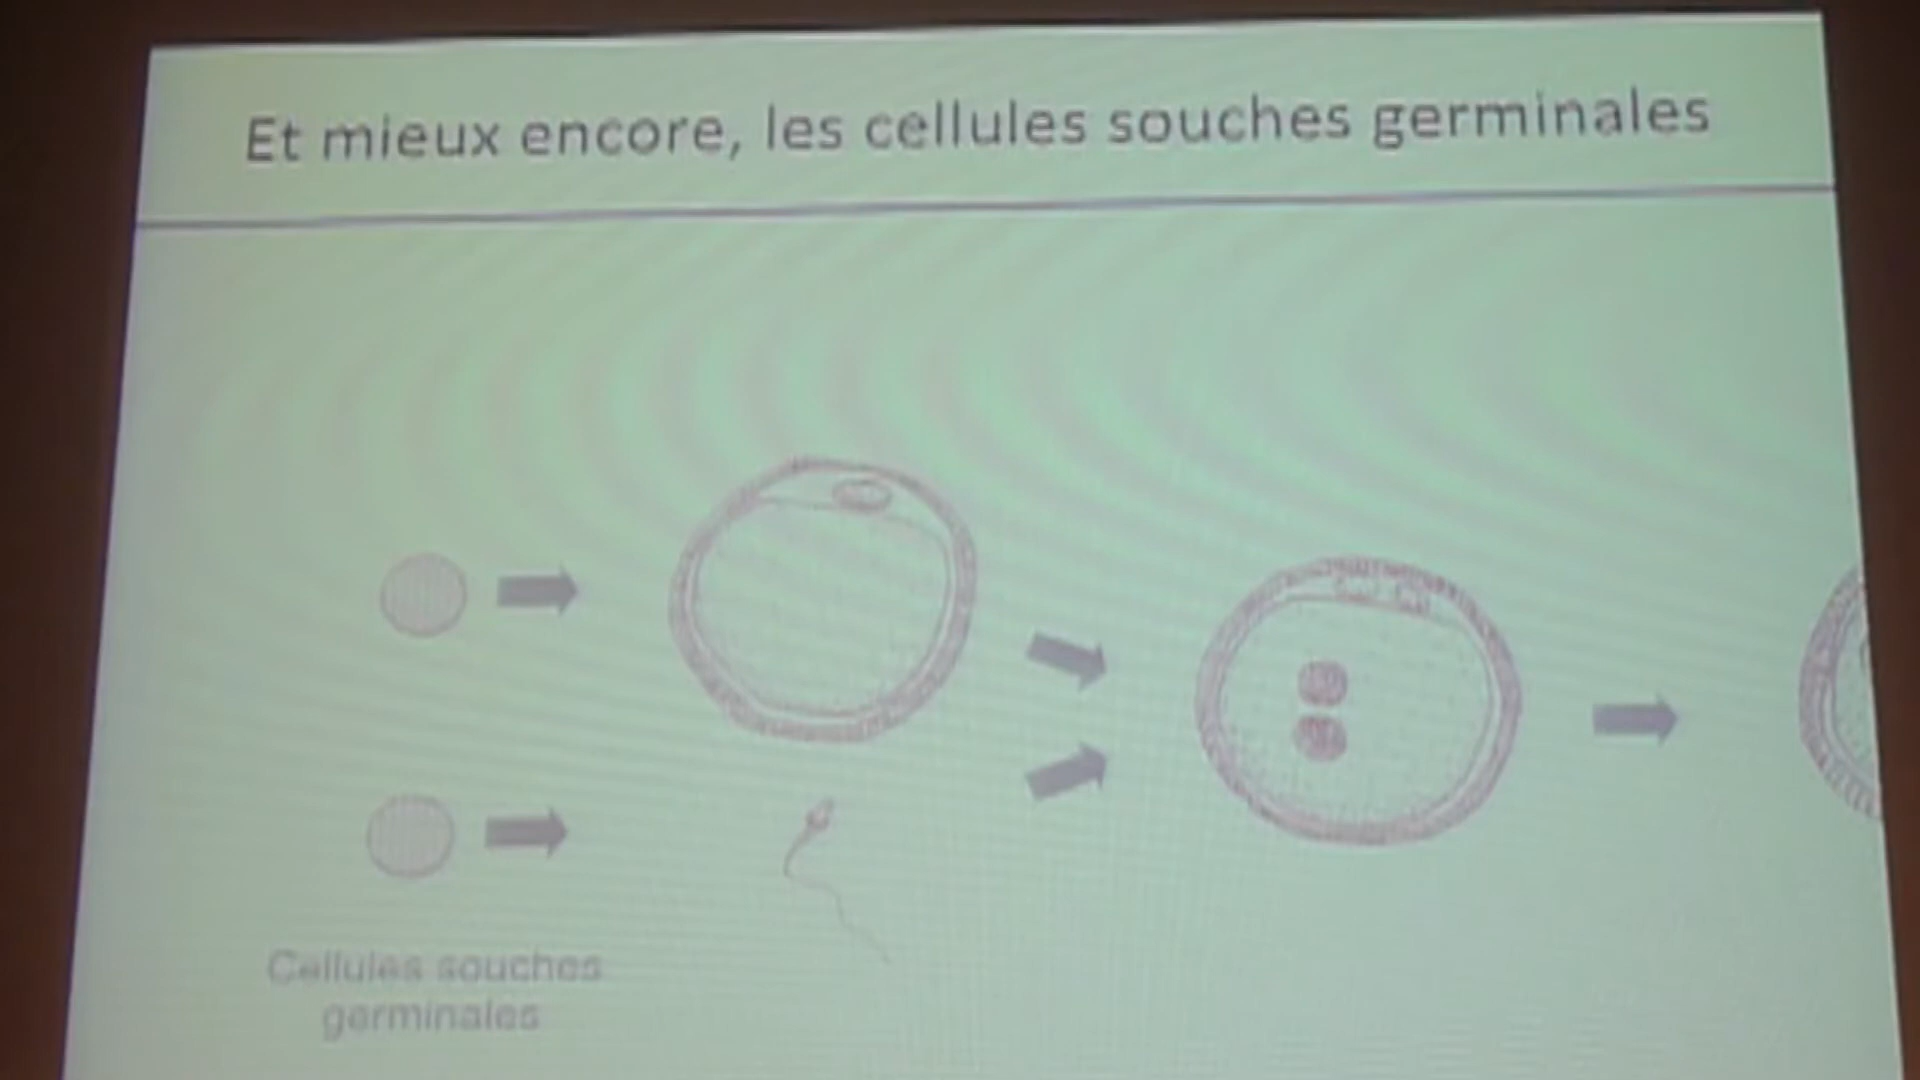 Et mieux encore, les cellules souches germinales
Cellules souches
germinales